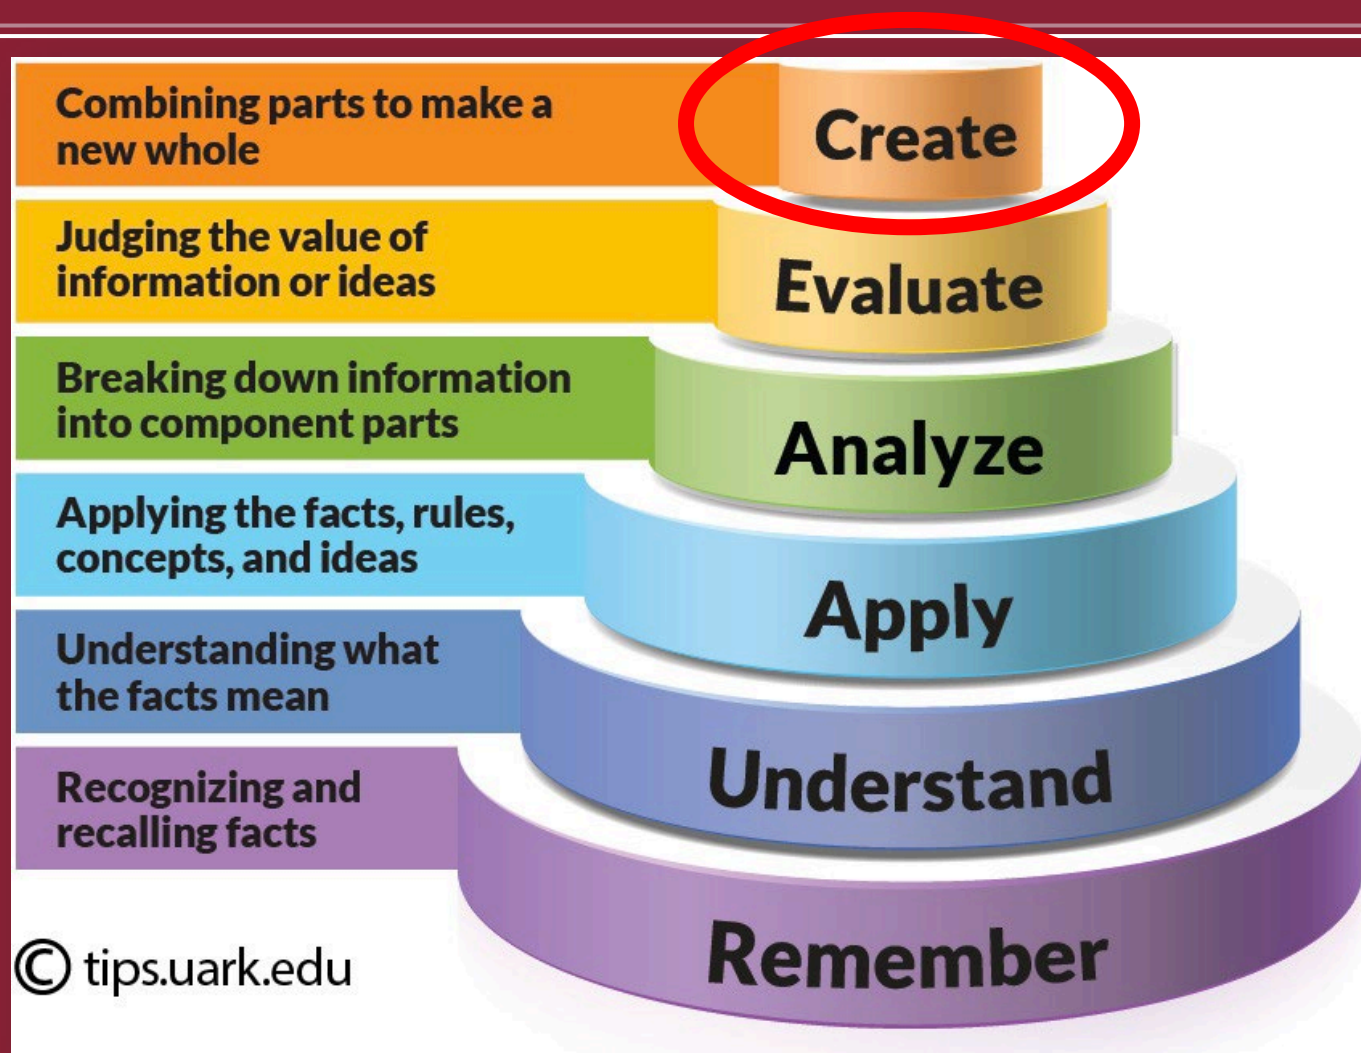 Combining parts to make a
new whole
Create
Judging the value of
information or ideas
Evaluate
Breaking down information
into component parts
Analyze
Applying the facts, rules,
concepts, and ideas
Apply
Understanding what
the facts mean
Understand
Recognizing and
recalling facts
Remember
© tips.uark.edu